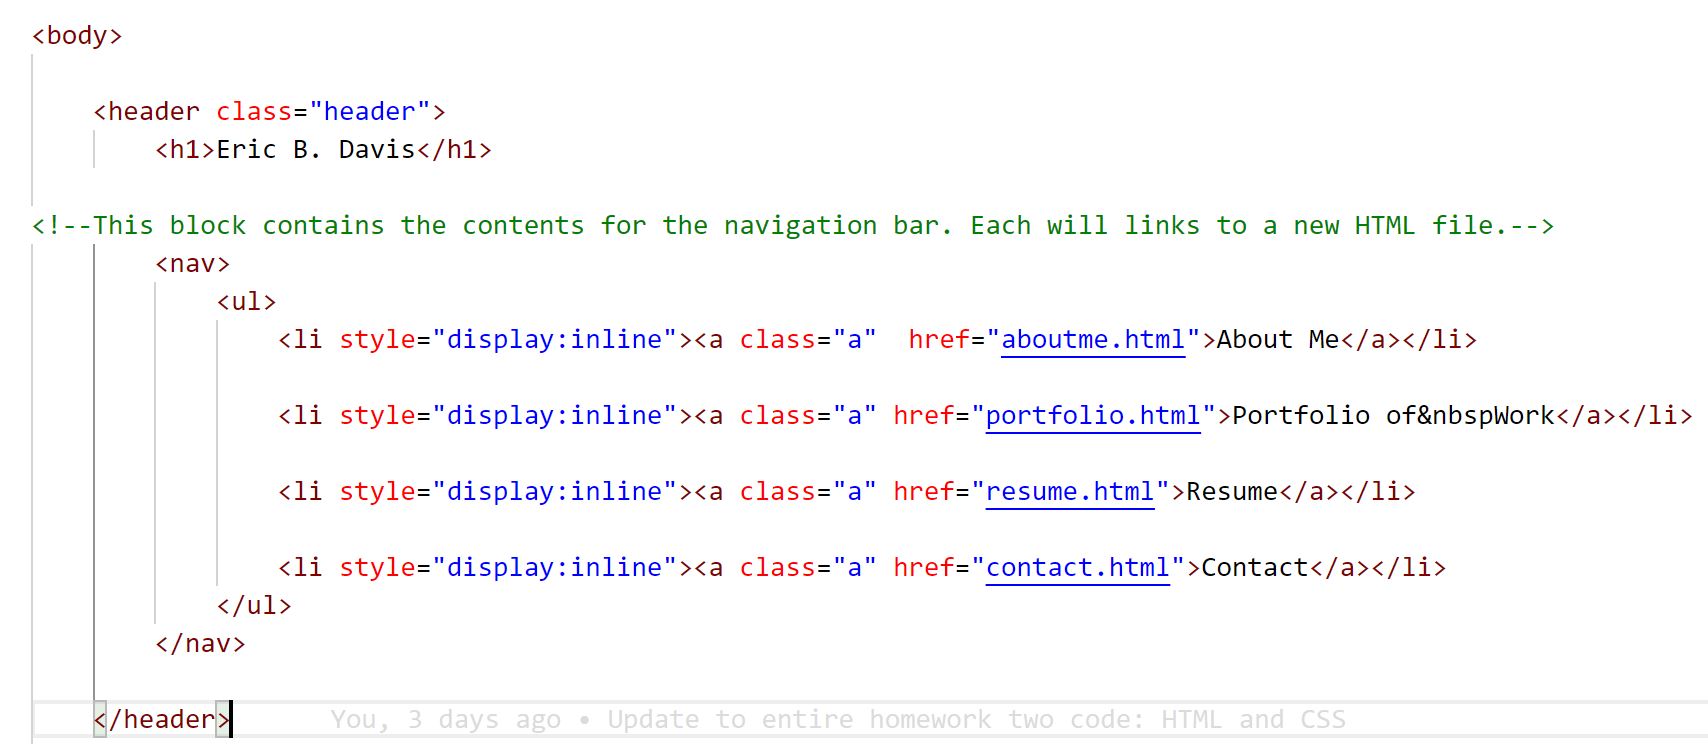 <body>
<header class="header">
<h1>Eric B. Davis</h1>
<!--This block contains the contents for the navigation bar. Each will links to a new HTML file.-->
<nav>
<ul>
<li style="display:inline"><a class="a"  href="aboutme.html">About Me</a></li>
<li style="display:inline"><a class="a" href="portfolio.html">Portfolio of&nbspWork</a></li>
<li style="display:inline"><a class="a" href="resume.html">Resume</a></li>
<li style="display:inline"><a class="a" href="contact.html">Contact</a></li>
</ul>
</nav>
</header> You, 3 days ago • Update to entire homework two code: HTML and CSS